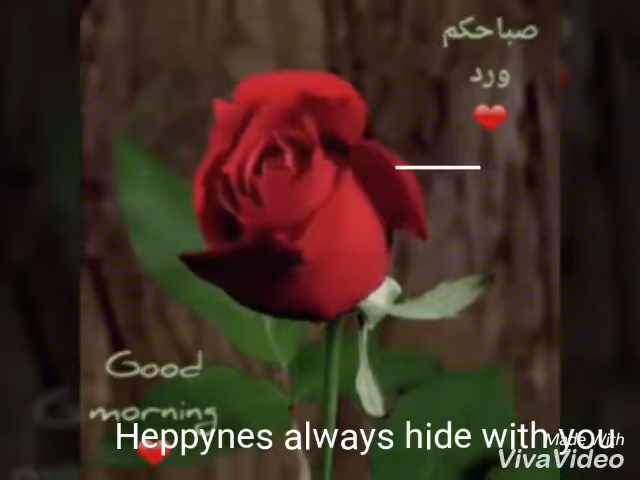 صباحكم
ورد
Good
morning
Heppynes always hide with you
Made With
VivaVideo